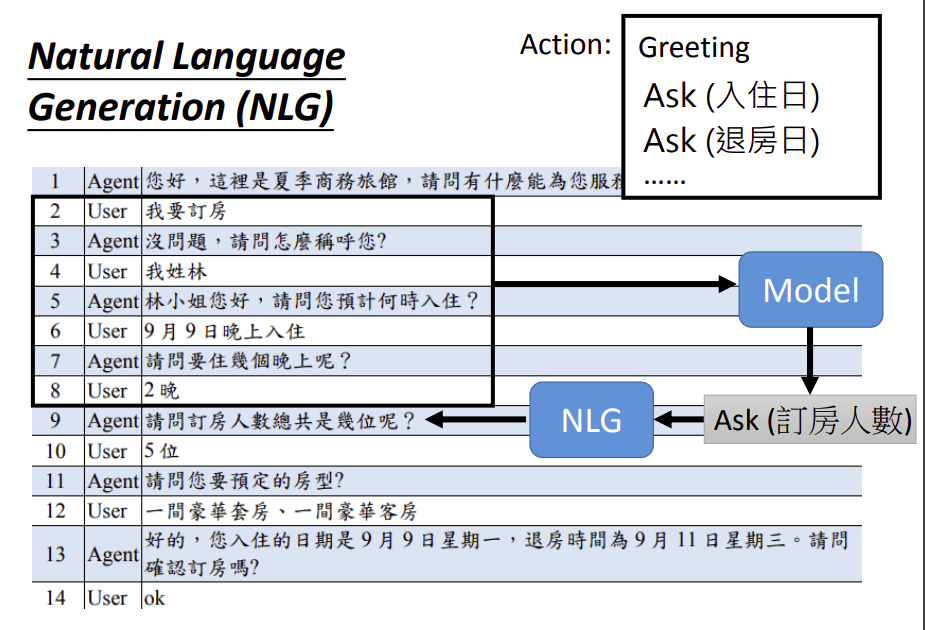 Natural Language
Generation (NLG)
Action:
Greeting
Ask (入住日)
Ask (退房日)
……
1 Agent 您好，這裡是夏季商務旅館，請問有什麼能為您服
2 User 我要訂房
3 Agent 沒問題，請問怎麼稱呼您?
4 User 我姓林
5 Agent 林小姐您好，請問您預計何時入住？
6 User 9 月 9 日晚上入住
7 Agent 請問要住幾個晚上呢？
8 User 2 晚
9 Agent 請問訂房人數總共是幾位呢？
10 User 5 位
11 Agent 請問您要預定的房型?
12 User 一間豪華套房、一間豪華客房
13 Agent 好的，您入住的日期是 9 月 9 日星期一，退房時間為 9 月 11 日星期三。請問
確認訂房嗎?
14 User ok
Model
NLG
Ask (訂房人數)